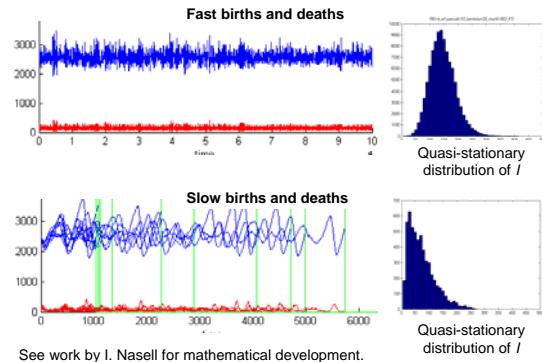 Fast births and deaths
3000
2000
1000
0
0 1 2 3 4 5 6 7 8 9 10
time
4
Quasi-stationary
distribution of I
Slow births and deaths
3000
2000
1000
0
0 1000 2000 3000 4000 5000 6000
Quasi-stationary
distribution of I
See work by I. Nasell for mathematical development.